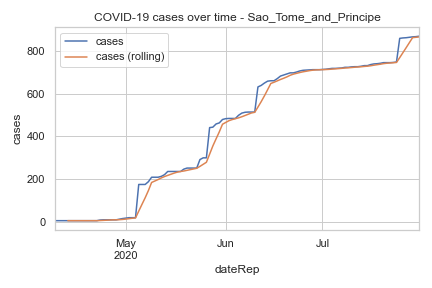 COVID-19 cases over time - Sao_Tome_and_Principe
cases
cases (rolling)
800
600
400
200
0
cases
May
2020
Jun
Jul
dateRep